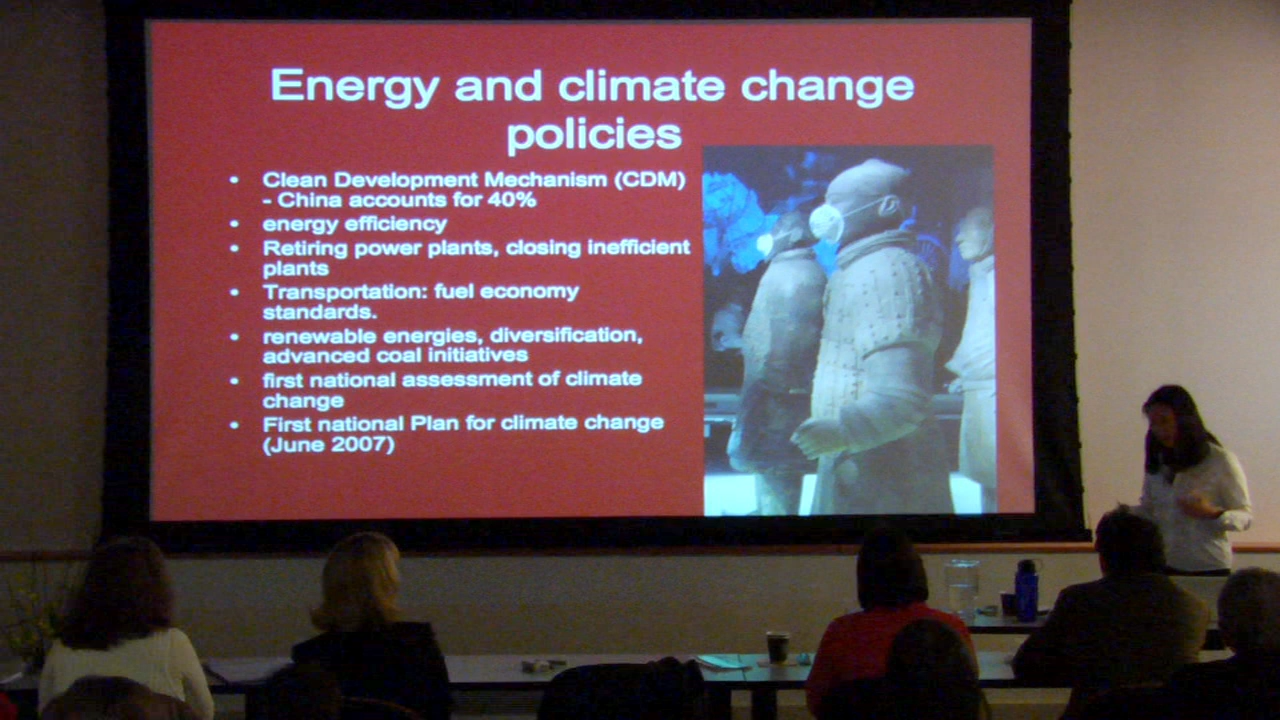 Energy and climate change
policies
• Clean Development Mechanism (CDM)
- China accounts for 40%
• energy efficiency
• Retiring power plants, closing inefficient
plants
• Transportation: fuel economy
standards.
• renewable energies, diversification,
advanced coal initiatives
• first national assessment of climate
change
• First national Plan for climate change
(June 2007)